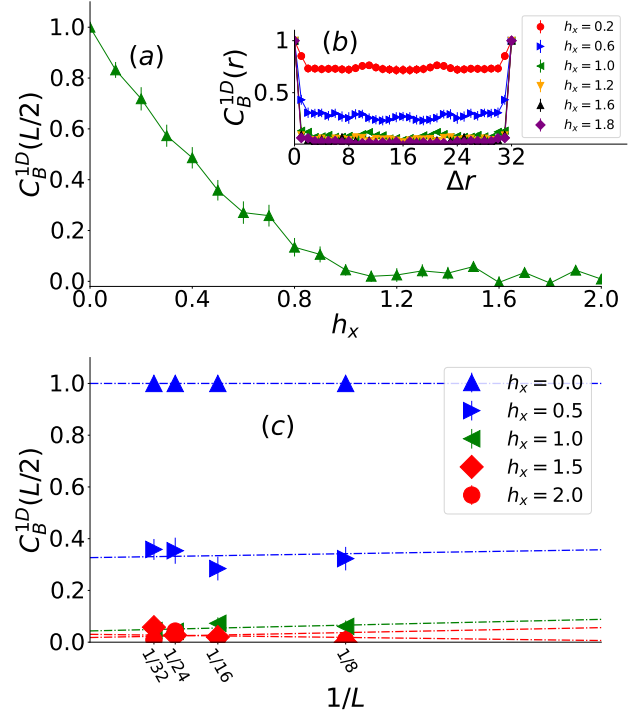 1.0
0.8
0.6
0.4
0.2
0.0
C_B^{1D}(L/2)
(a)
0.0 0.4 0.8 1.2 1.6 2.0
h_x
(b)
1
0.5
C_B^{1D}(r)
0 8 16 24 32
Δr
h_x = 0.2
h_x = 0.6
h_x = 1.0
h_x = 1.2
h_x = 1.6
h_x = 1.8
1.0
0.8
0.6
0.4
0.2
0.0
C_B^{1D}(L/2)
(c)
h_x = 0.0
h_x = 0.5
h_x = 1.0
h_x = 1.5
h_x = 2.0
1/32 1/24 1/16 1/8
1/L